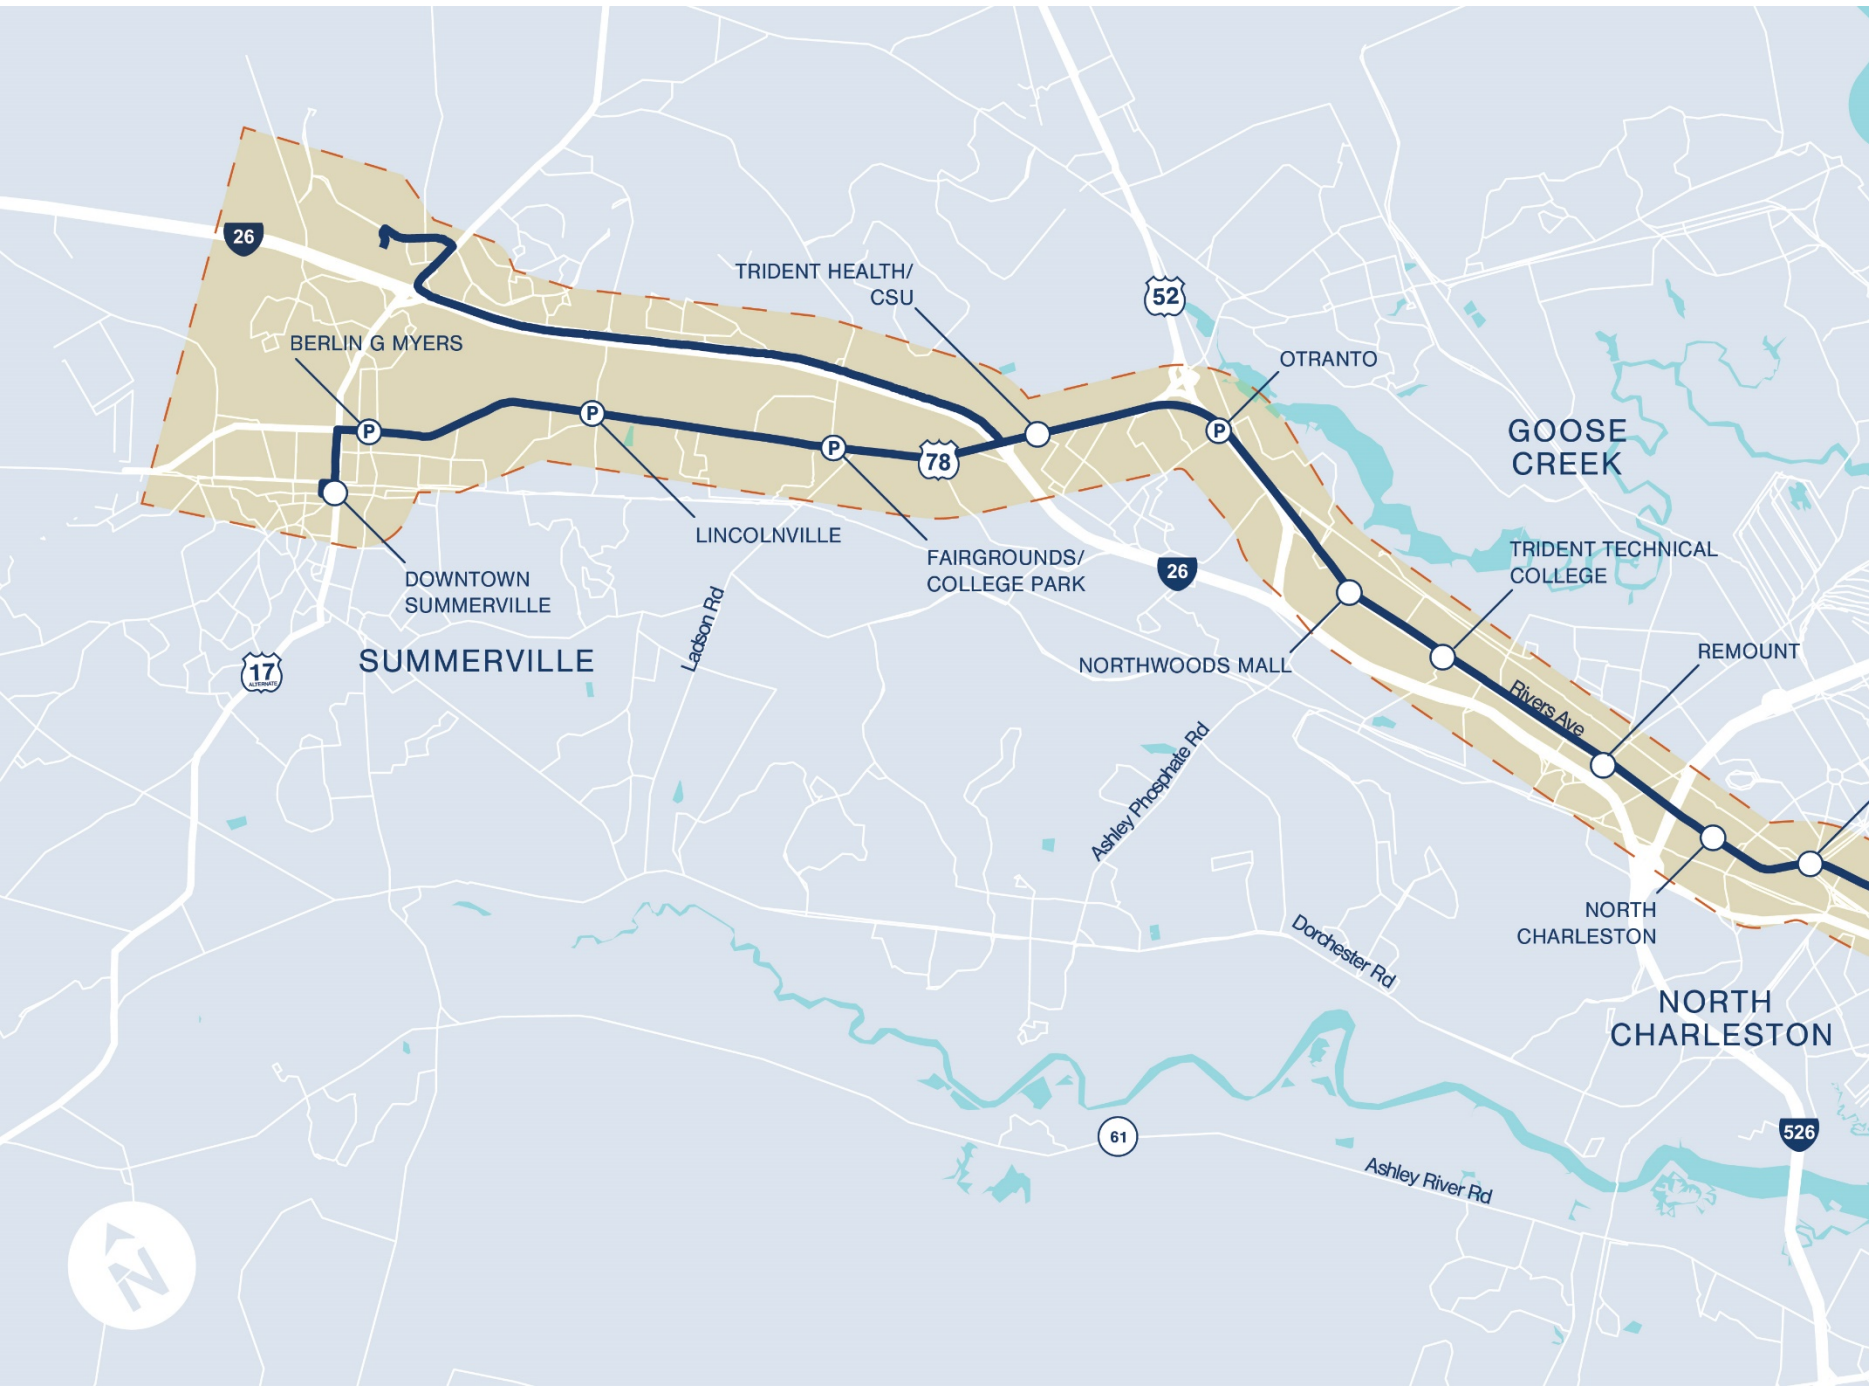 26
BERLIN G MYERS
TRIDENT HEALTH/
CSU
52
OTRANTO
GOOSE
CREEK
P
P
P
P
78
LINCOLNVILLE
FAIRGROUNDS/
COLLEGE PARK
26
TRIDENT TECHNICAL
COLLEGE
DOWNTOWN
SUMMERVILLE
Ladson Rd
SUMMERVILLE
17
ALTERNATE
NORTHWOODS MALL
REMOUNT
Rivers Ave
Ashley Phosphate Rd
NORTH
CHARLESTON
Dorchester Rd
NORTH
CHARLESTON
61
526
Ashley River Rd
N